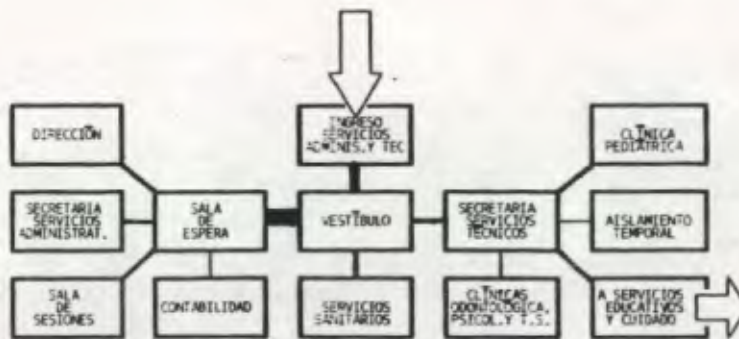 DIRECCIÓN
INGRESO
SERVICIOS
ADMINIS. Y TEC
CLÍNICA
PEDIÁTRICA
SECRETARIA
SERVICIOS
ADMINISTRAT.
SALA
DE
ESPERA
VESTÍBULO
SECRETARIA
SERVICIOS
TÉCNICOS
AISLAMIENTO
TEMPORAL
SALA
DE
SESIONES
CONTABILIDAD
SERVICIOS
SANITARIOS
CLÍNICAS
ODONTOLÓGICA,
PSICOL. Y T.S.
A SERVICIOS
EDUCATIVOS
Y CUIDADO